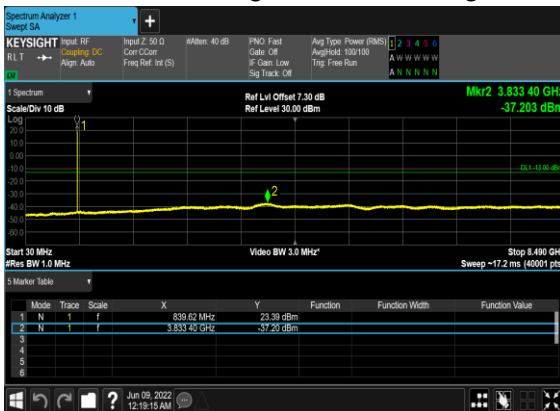 Spectrum Analyzer 1
Swept SA
KEYSIGHT Input: RF Input Z: 50 Ω #Atten: 40 dB PNO: Fast Avg Type: Power (RMS) 1 2 3 4 5 6
RLT Coupling: DC Corr CCorr Gate: Off Avg|Hold: 100/100 A W W W W W
Align: Auto Freq Ref: Int (S) IF Gain: Low Trig: Free Run
Sig Track: Off A N N N N N
LV
1 Spectrum Ref Lvl Offset 7.30 dB Mkr2 3.833 40 GHz
Scale/Div 10 dB Ref Level 30.00 dBm -37.203 dBm
Log
20.0 1
10.0
0.00
-10.0 DL1 -13.00 dBm
-20.0
-30.0 2
-40.0
-50.0
-60.0
Start 30 MHz Video BW 3.0 MHz* Stop 8.490 GHz
#Res BW 1.0 MHz Sweep ~17.2 ms (40001 pts)
5 Marker Table
Mode Trace Scale X Y Function Function Width Function Value
1 N 1 f 839.62 MHz 23.39 dBm
2 N 1 f 3.833 40 GHz -37.20 dBm
3
4
5
6
? Jun 09, 2022
12:19:15 AM